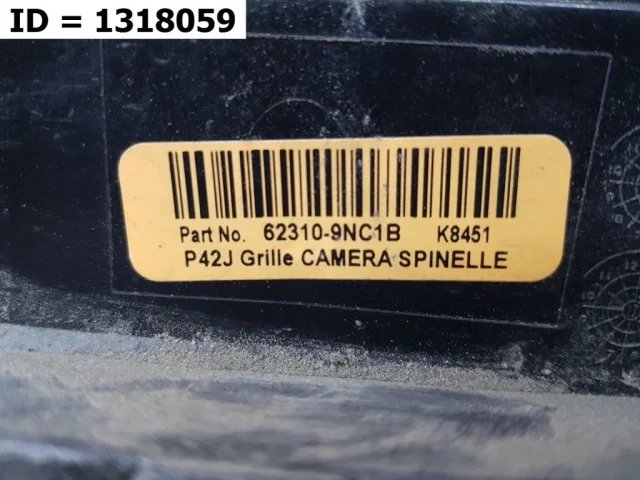 ID = 1318059
Part No. 62310-9NC1B K8451
P42J Grille CAMERA SPINELLE